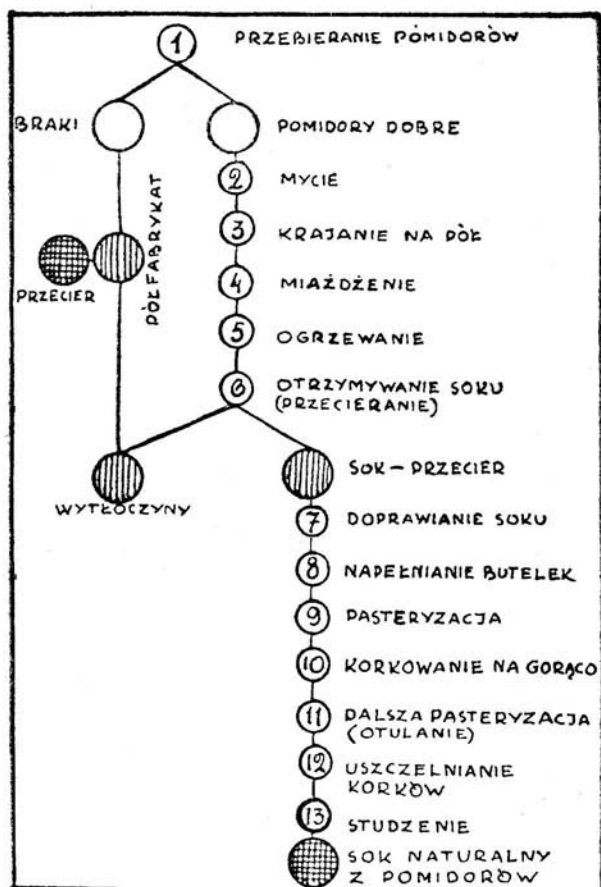 1 PRZEBIERANIE POMIDORÓW
BRAKI
POMIDORY DOBRE
2 MYCIE
3 KRAJANIE NA PÓŁ
PÓŁFABRYKAT
PRZECIER
4 MIAŻDŻENIE
5 OGRZEWANIE
6 OTRZYMYWANIE SOKU
(PRZECIERANIE)
WYTŁOCZYNY
SOK – PRZECIER
7 DOPRAWIANIE SOKU
8 NAPEŁNIANIE BUTELEK
9 PASTERYZACJA
10 KORKOWANIE NA GORĄCO
11 DALSZA PASTERYZACJA
(OTULANIE)
12 USZCZELNIANIE
KORKÓW
13 STUDZENIE
SOK NATURALNY
Z POMIDORÓW